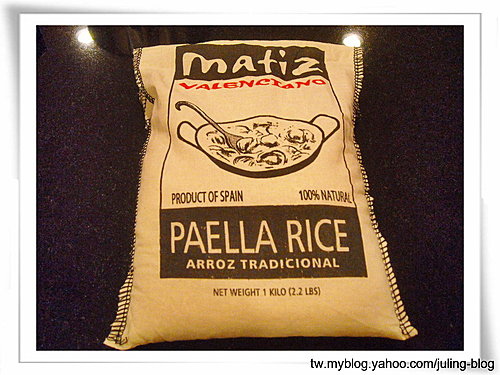 matiz
VALENCIANO
PRODUCT OF SPAIN 100% NATURAL
PAELLA RICE
ARROZ TRADICIONAL
NET WEIGHT 1 KILO (2.2 LBS)
tw.myblog.yahoo.com/juling-blog